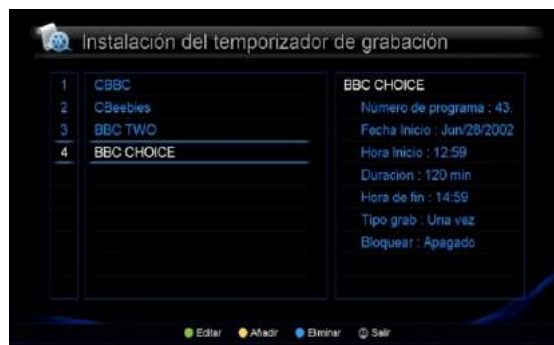 Instalación del temporizador de grabación
1 CBBC
2 CBeebies
3 BBC TWO
4 BBC CHOICE
BBC CHOICE
Número de programa : 43.
Fecha Inicio : Jun/28/2002
Hora Inicio : 12:59
Duracion : 120 min
Hora de fin : 14:59
Tipo grab : Una vez
Bloquear : Apagado
Editar Añadir Eliminar Salir